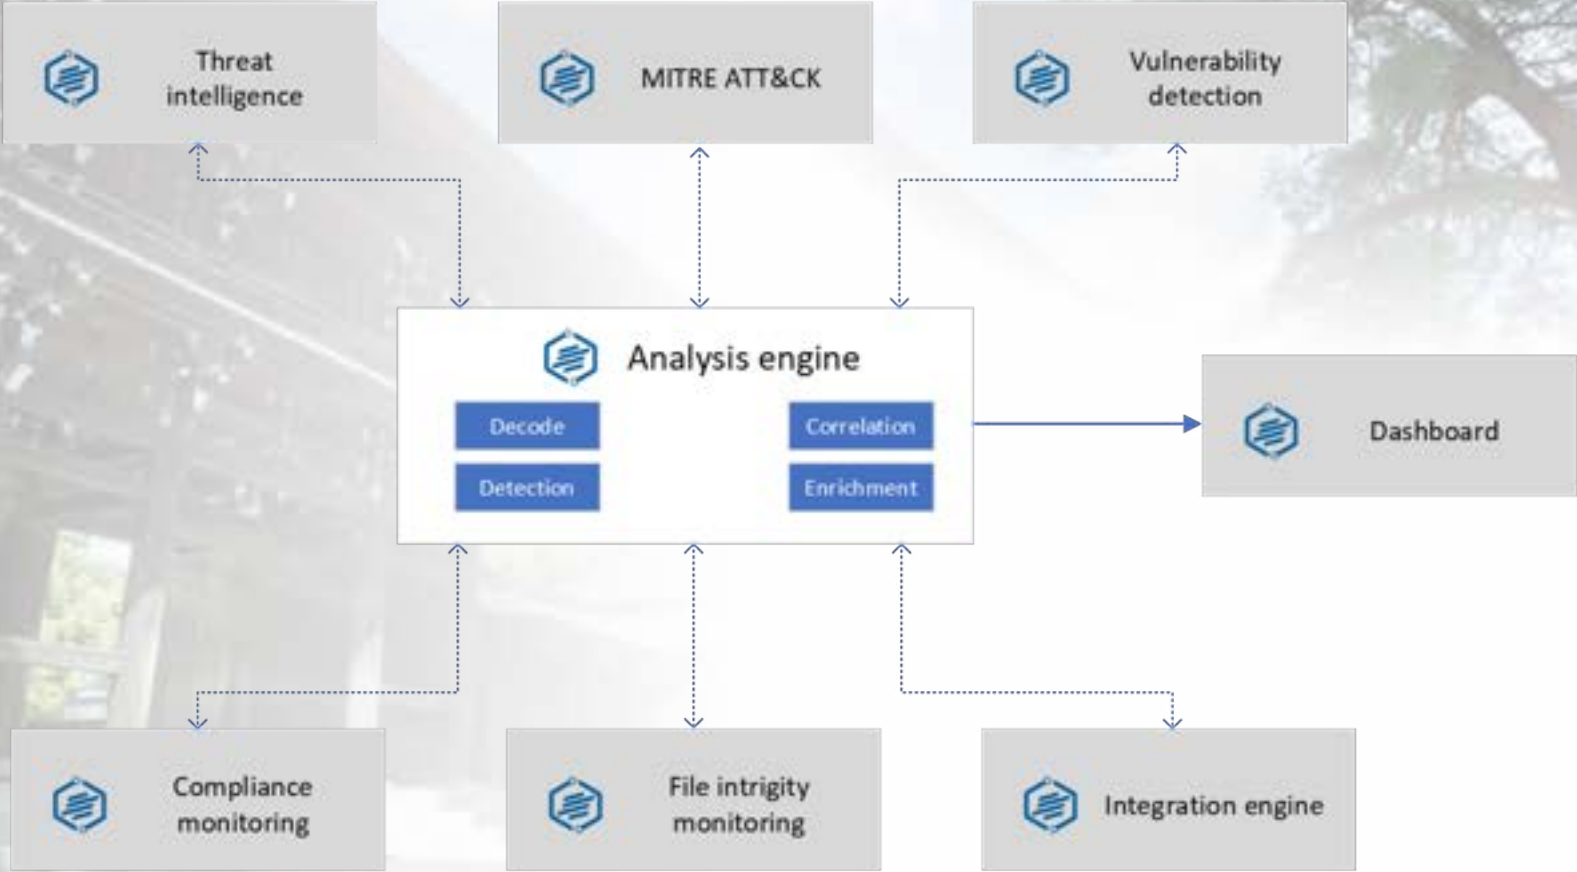 Threat
intelligence
MITRE ATT&CK
Vulnerability
detection
Analysis engine
Decode
Correlation
Detection
Enrichment
Dashboard
Compliance
monitoring
File intrigity
monitoring
Integration engine